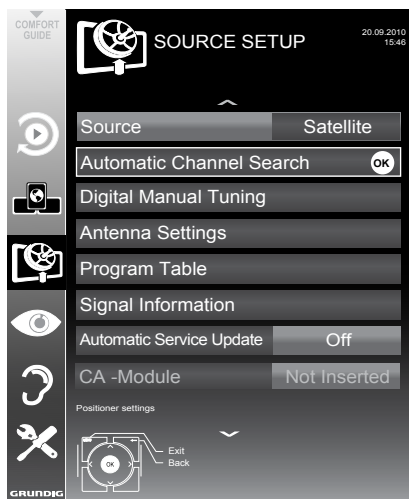 COMFORT
GUIDE
SOURCE SETUP
20.09.2010
15:46
Source Satellite
Automatic Channel Search OK
Digital Manual Tuning
Antenna Settings
Program Table
Signal Information
Automatic Service Update Off
CA -Module Not Inserted
Positioner settings
Exit
OK Back
GRUNDIG